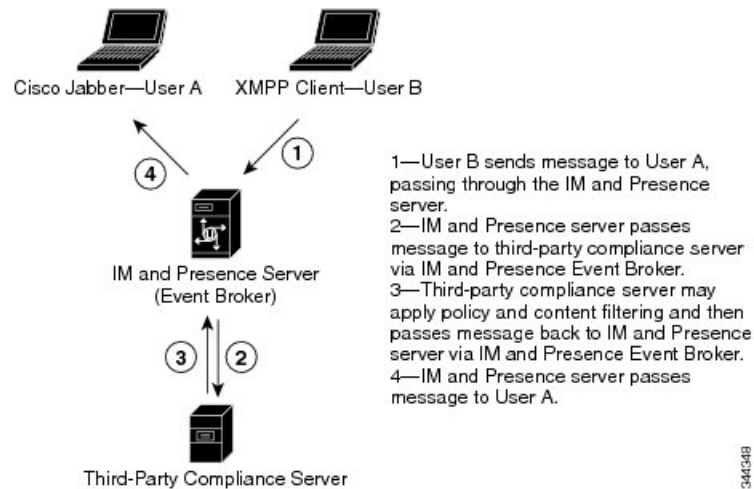 Cisco Jabber—User A
XMPP Client—User B
4
1
IM and Presence Server
(Event Broker)
3
2
Third-Party Compliance Server
1—User B sends message to User A,
passing through the IM and Presence
server.
2—IM and Presence server passes
message to third-party compliance server
via IM and Presence Event Broker.
3—Third-party compliance server may
apply policy and content filtering and then
passes message back to IM and Presence
server via IM and Presence Event Broker.
4—IM and Presence server passes
message to User A.
344348